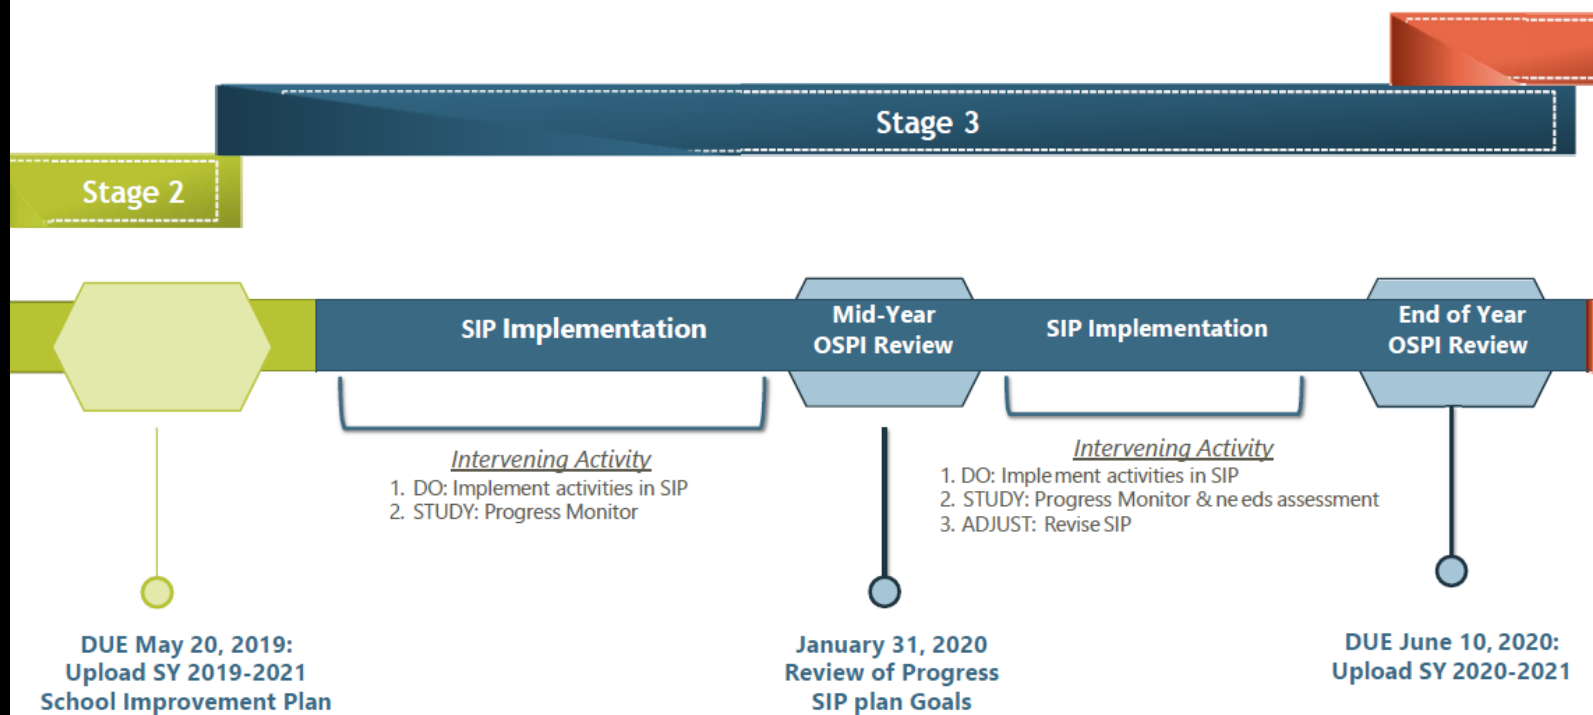 Stage 3
Stage 2
SIP Implementation
Mid-Year
OSPI Review
SIP Implementation
End of Year
OSPI Review
Intervening Activity
1. DO: Implement activities in SIP
2. STUDY: Progress Monitor
Intervening Activity
1. DO: Implement activities in SIP
2. STUDY: Progress Monitor & needs assessment
3. ADJUST: Revise SIP
DUE May 20, 2019:
Upload SY 2019-2021
School Improvement Plan
January 31, 2020
Review of Progress
SIP plan Goals
DUE June 10, 2020:
Upload SY 2020-2021